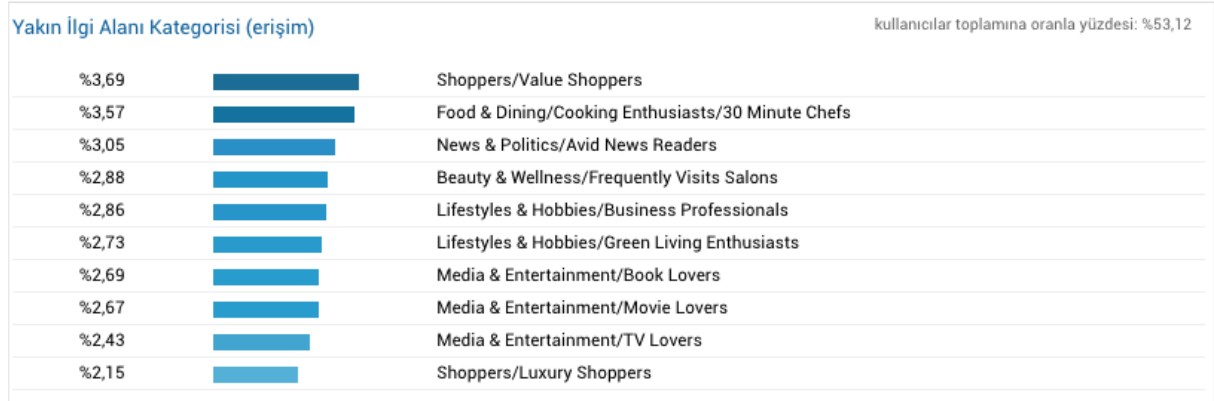 Yakın İlgi Alanı Kategorisi (erişim) kullanıcılar toplamına oranla yüzdesi: %53,12
%3,69 Shoppers/Value Shoppers
%3,57 Food & Dining/Cooking Enthusiasts/30 Minute Chefs
%3,05 News & Politics/Avid News Readers
%2,88 Beauty & Wellness/Frequently Visits Salons
%2,86 Lifestyles & Hobbies/Business Professionals
%2,73 Lifestyles & Hobbies/Green Living Enthusiasts
%2,69 Media & Entertainment/Book Lovers
%2,67 Media & Entertainment/Movie Lovers
%2,43 Media & Entertainment/TV Lovers
%2,15 Shoppers/Luxury Shoppers